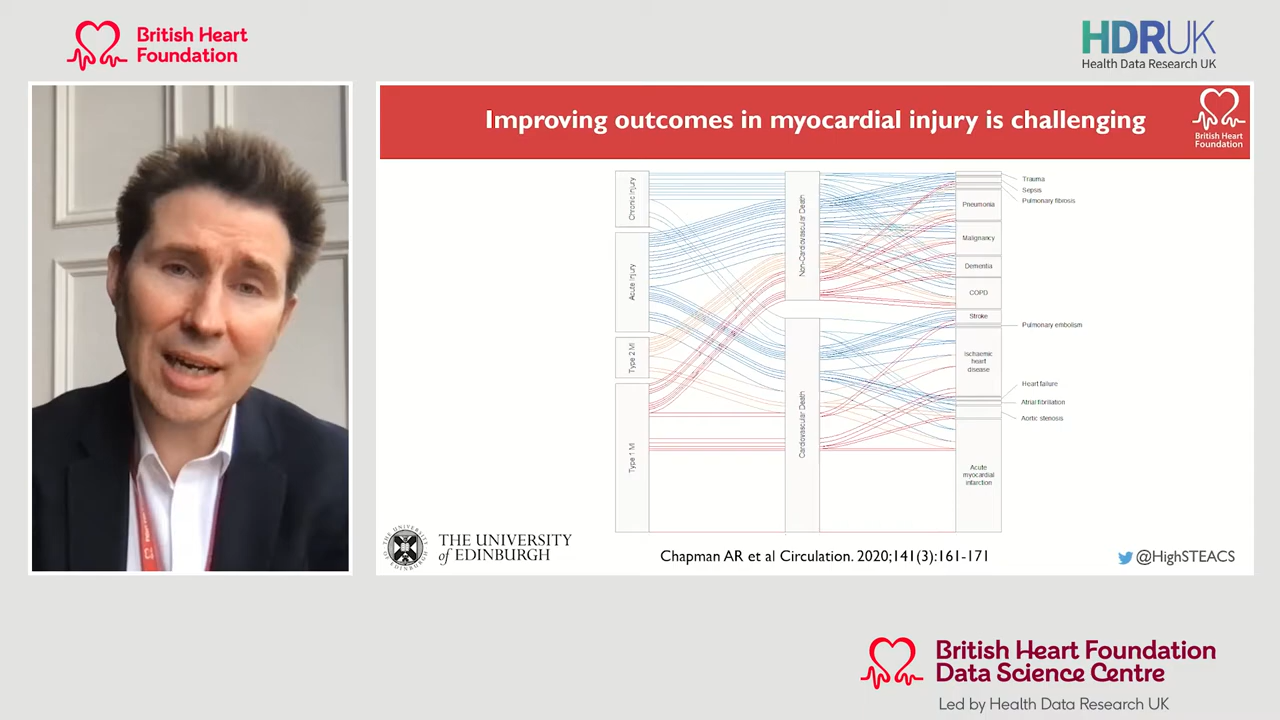 British Heart
Foundation
HDRUK
Health Data Research UK
Improving outcomes in myocardial injury is challenging
British Heart
Foundation
Chronic Injury
Acute Injury
Type 2 MI
Type 1 MI
Non-Cardiovascular Death
Cardiovascular Death
Trauma
Sepsis
Pulmonary fibrosis
Pneumonia
Malignancy
Dementia
COPD
Stroke
Pulmonary embolism
Ischaemic
heart
disease
Heart failure
Atrial fibrillation
Aortic stenosis
Acute
myocardial
infarction
THE UNIVERSITY
of EDINBURGH
Chapman AR et al Circulation. 2020;141(3):161-171
@HighSTEACS
British Heart Foundation
Data Science Centre
Led by Health Data Research UK